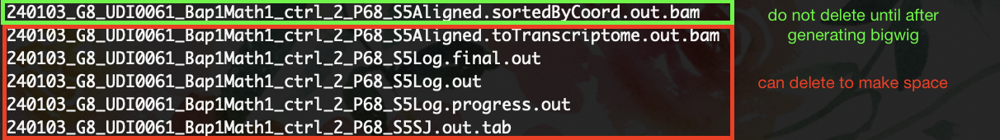 240103_G8_UDI0061_Bap1Math1_ctrl_2_P68_S5Aligned.sortedByCoord.out.bam
240103_G8_UDI0061_Bap1Math1_ctrl_2_P68_S5Aligned.toTranscriptome.out.bam
240103_G8_UDI0061_Bap1Math1_ctrl_2_P68_S5Log.final.out
240103_G8_UDI0061_Bap1Math1_ctrl_2_P68_S5Log.out
240103_G8_UDI0061_Bap1Math1_ctrl_2_P68_S5Log.progress.out
240103_G8_UDI0061_Bap1Math1_ctrl_2_P68_S5SJ.out.tab
do not delete until after
generating bigwig
can delete to make space